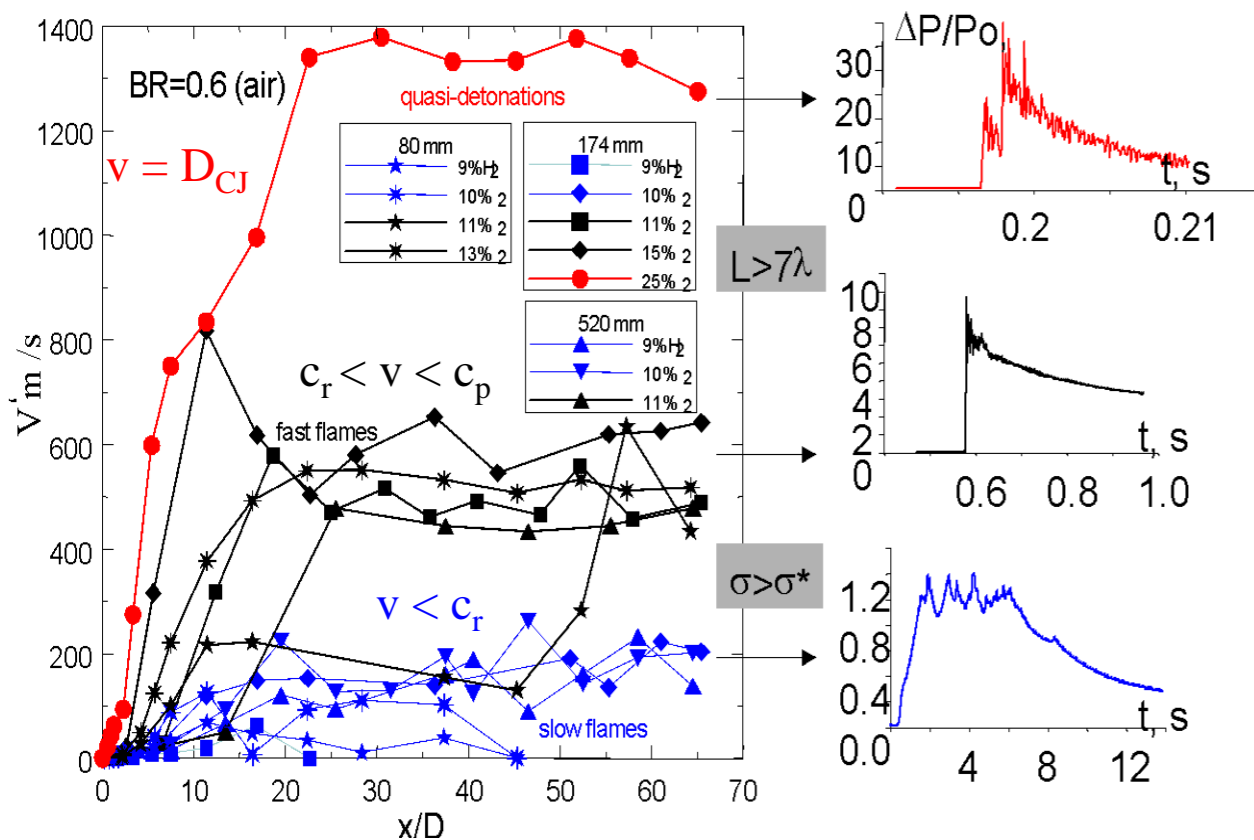 1400
1200
1000
800
600
400
200
0
V' m/s
0 10 20 30 40 50 60 70
x/D
BR=0.6 (air)
quasi-detonations
v = D_CJ
80 mm
9%H2
10% 2
11% 2
13% 2
174 mm
9%H2
10% 2
11% 2
15% 2
25% 2
520 mm
9%H2
10% 2
11% 2
c_r < v < c_p
fast flames
v < c_r
slow flames
L>7λ
σ>σ*
ΔP/Po
30
20
10
0
t, s
0.2 0.21
10
8
6
4
2
0
t, s
0.6 0.8 1.0
1.2
0.8
0.4
0.0
t, s
4 8 12